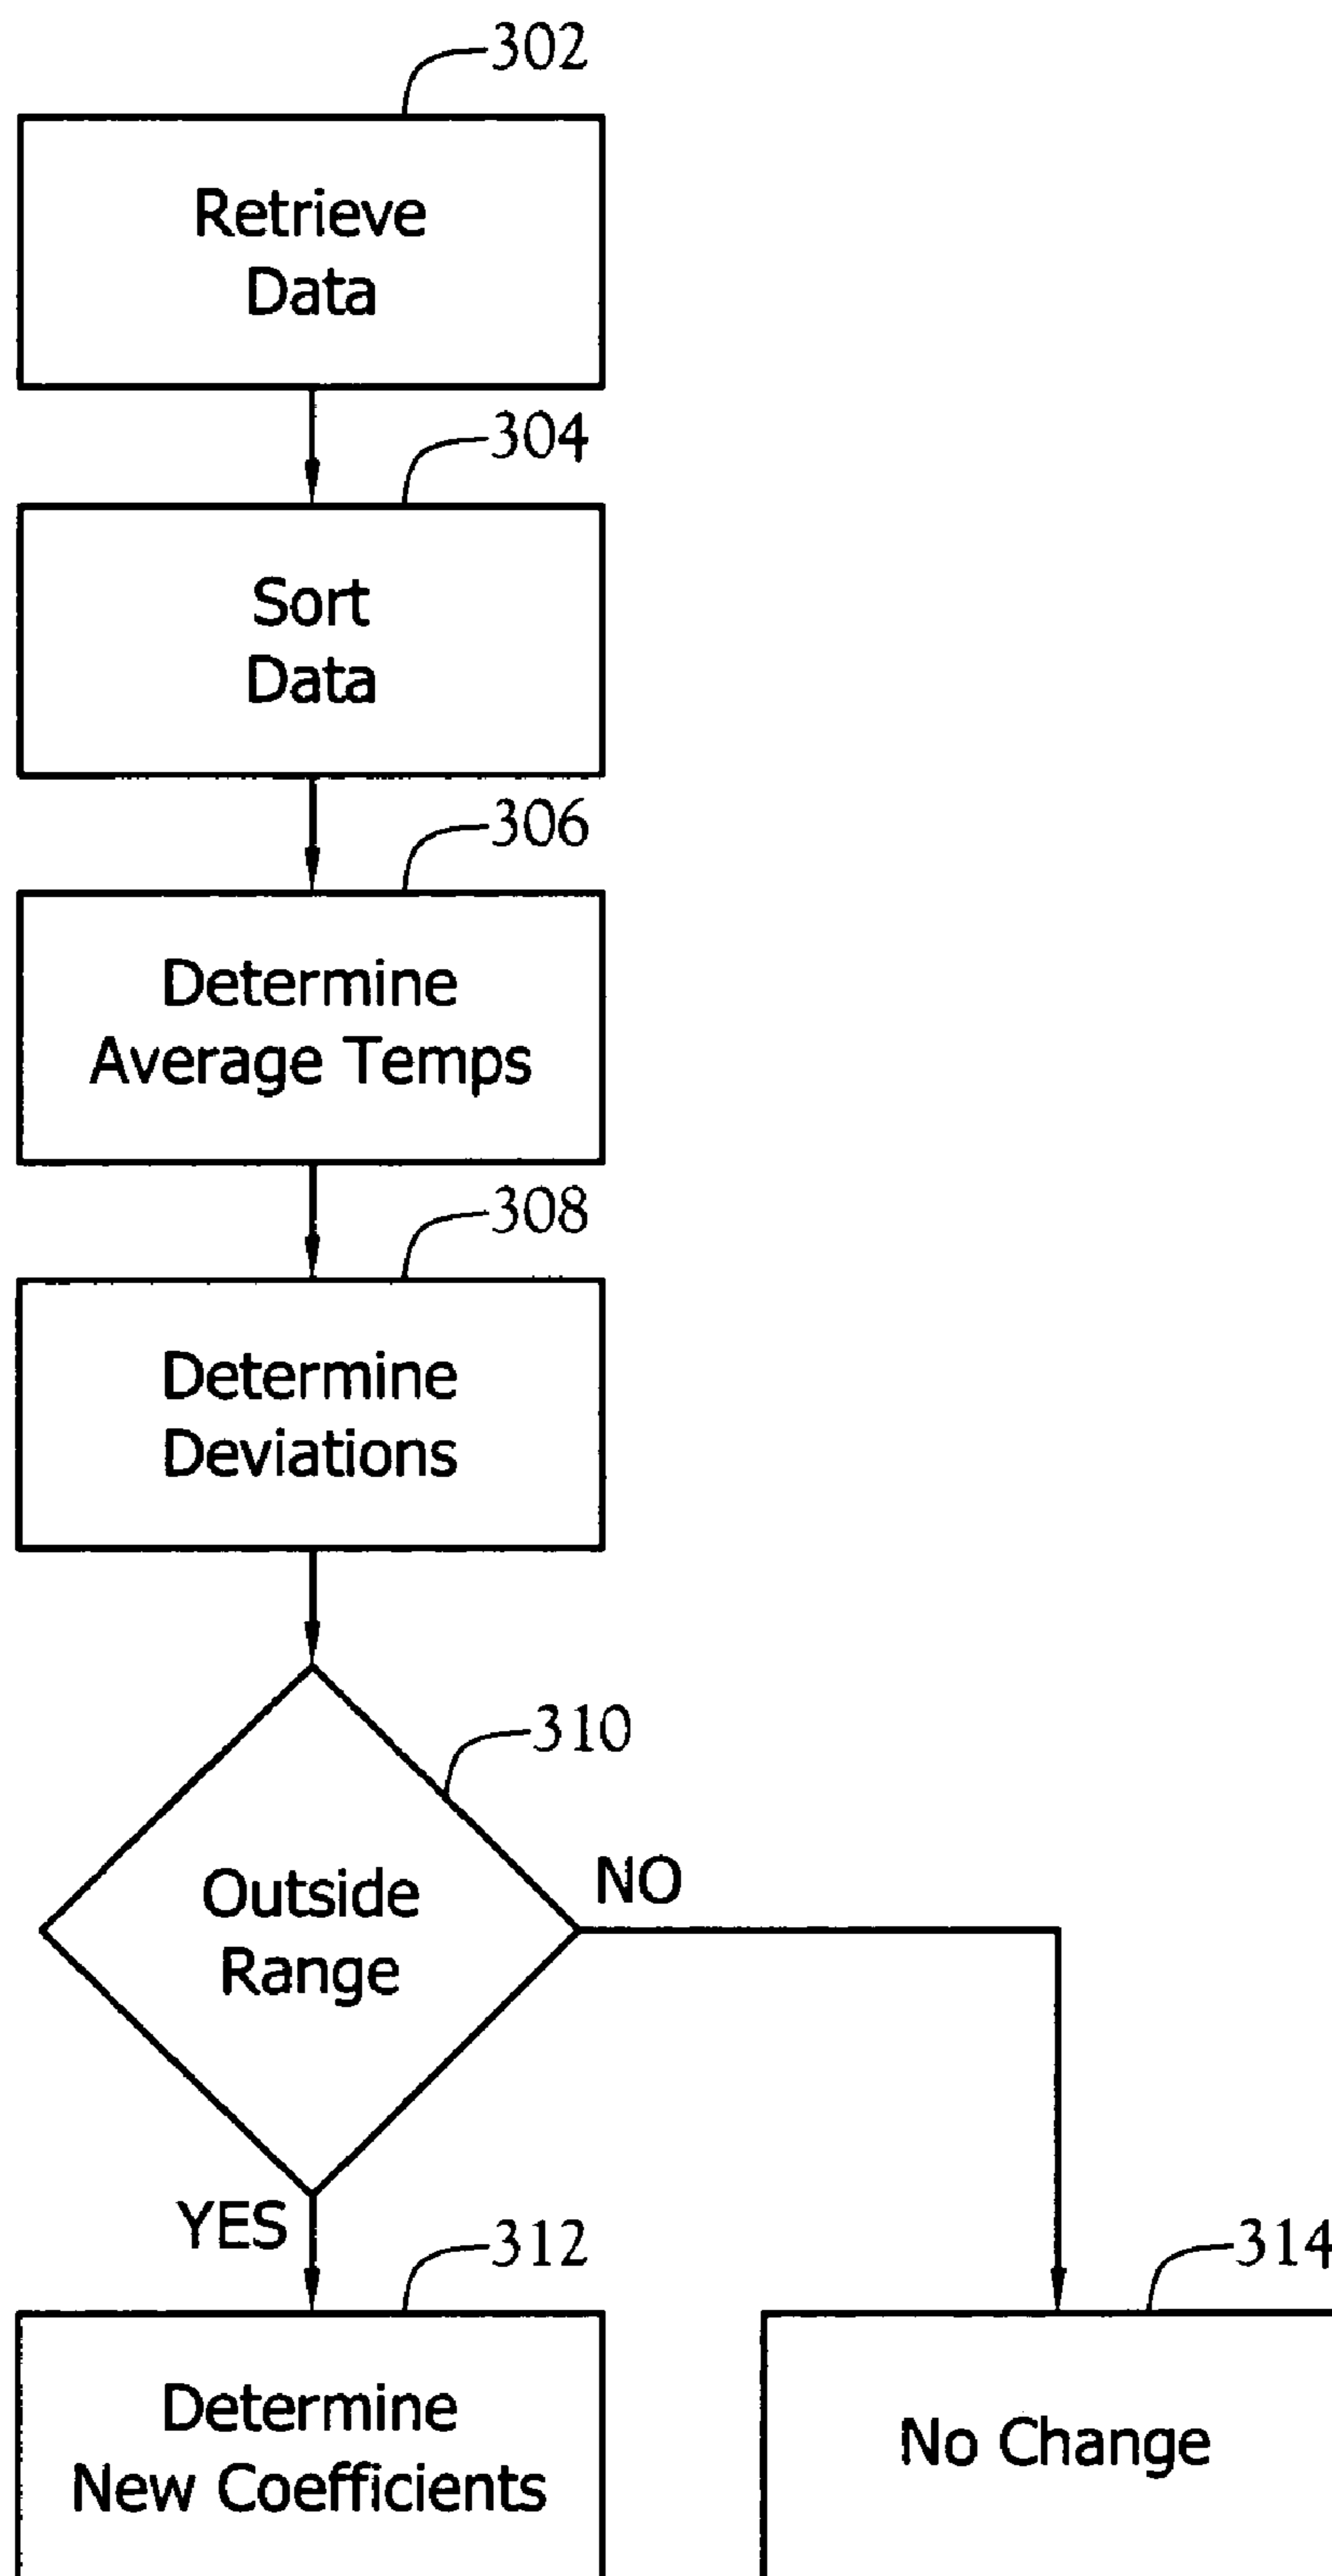 302
Retrieve
Data
304
Sort
Data
306
Determine
Average Temps
308
Determine
Deviations
310
Outside
Range
NO
YES
312
Determine
New Coefficients
314
No Change